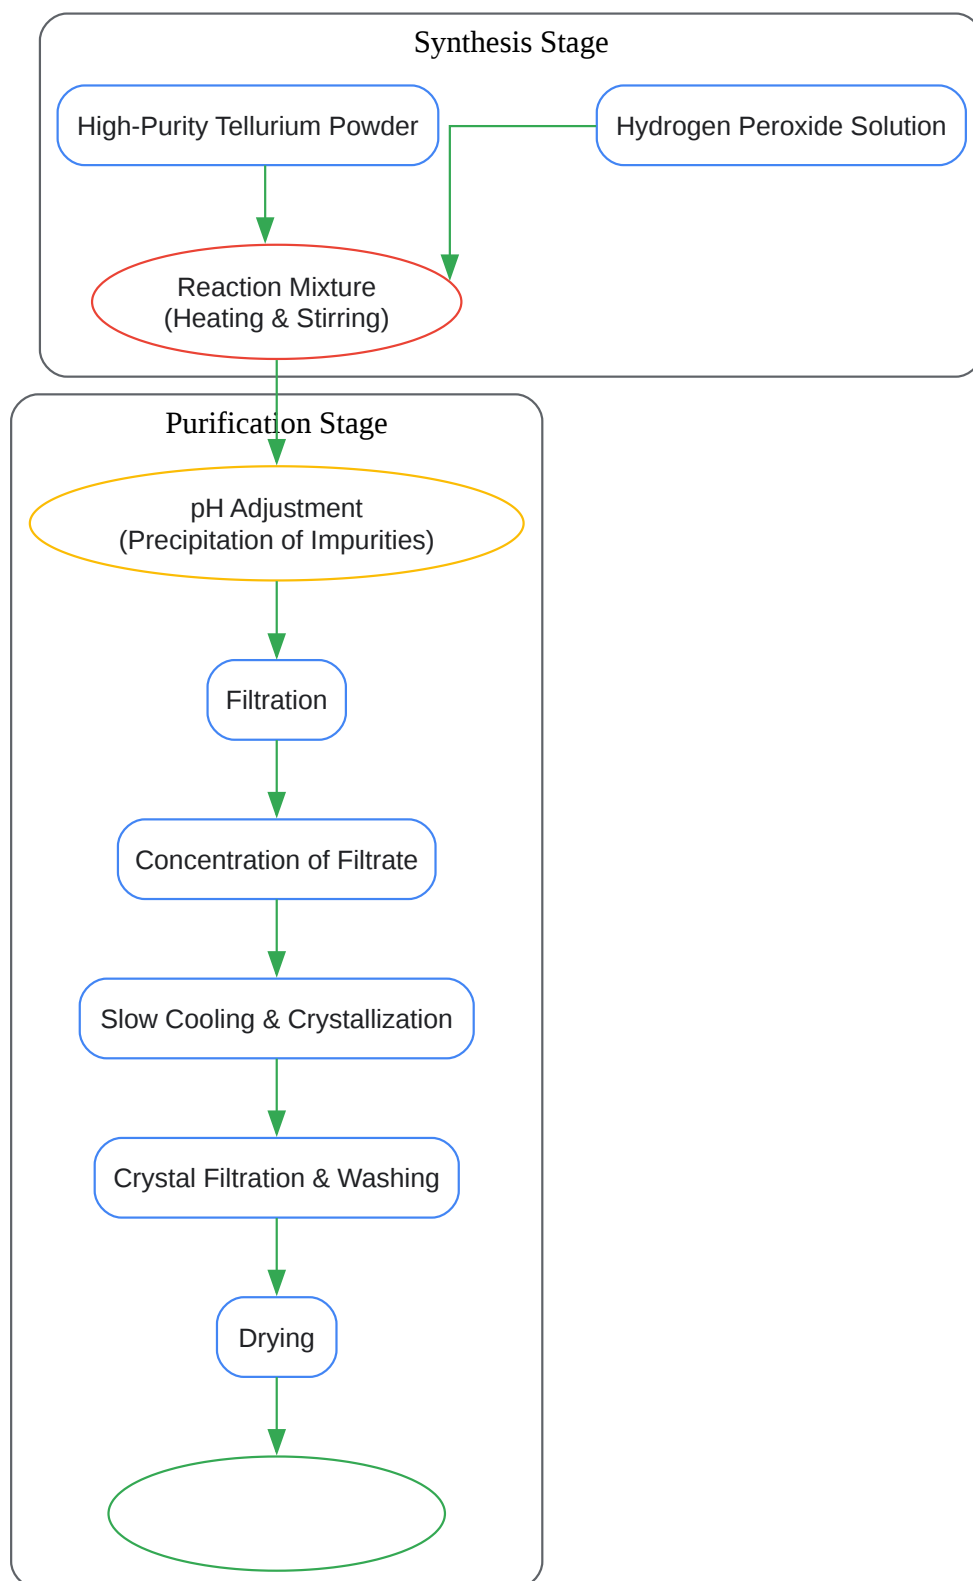 Synthesis Stage
High-Purity Tellurium Powder
Hydrogen Peroxide Solution
Reaction Mixture
(Heating & Stirring)
Purification Stage
pH Adjustment
(Precipitation of Impurities)
Filtration
Concentration of Filtrate
Slow Cooling & Crystallization
Crystal Filtration & Washing
Drying